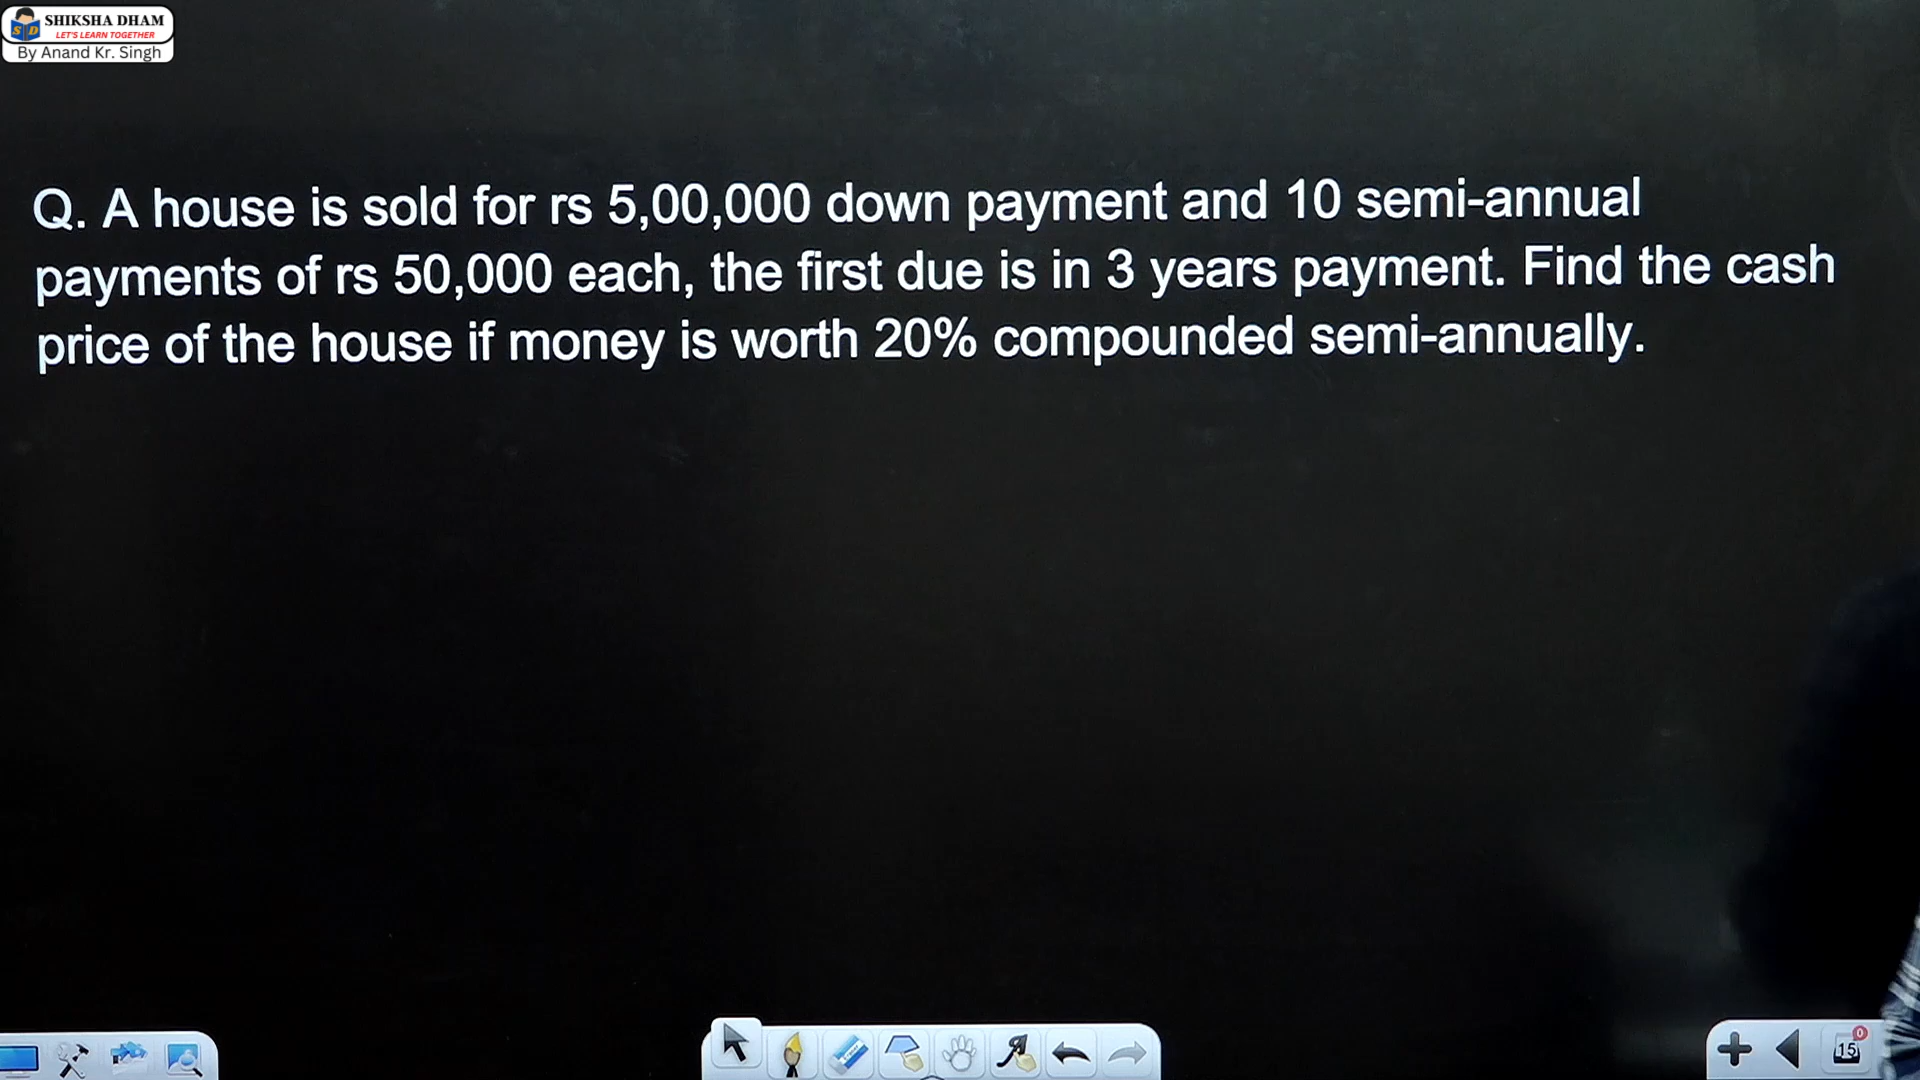 SHIKSHA DHAM
LET'S LEARN TOGETHER
By Anand Kr. Singh
Q. A house is sold for rs 5,00,000 down payment and 10 semi-annual
payments of rs 50,000 each, the first due is in 3 years payment. Find the cash
price of the house if money is worth 20% compounded semi-annually.
15
0